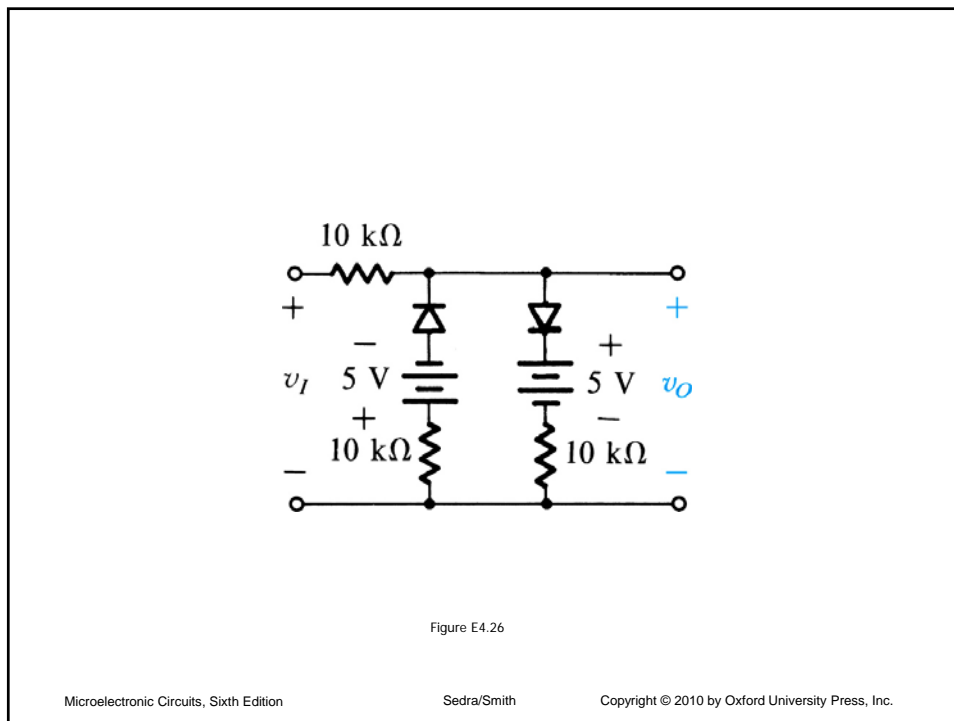 10 kΩ
+ + +
− 
v_I 5 V 5 V v_O
+ −
10 kΩ 10 kΩ
− −
Figure E4.26
Microelectronic Circuits, Sixth Edition Sedra/Smith Copyright © 2010 by Oxford University Press, Inc.